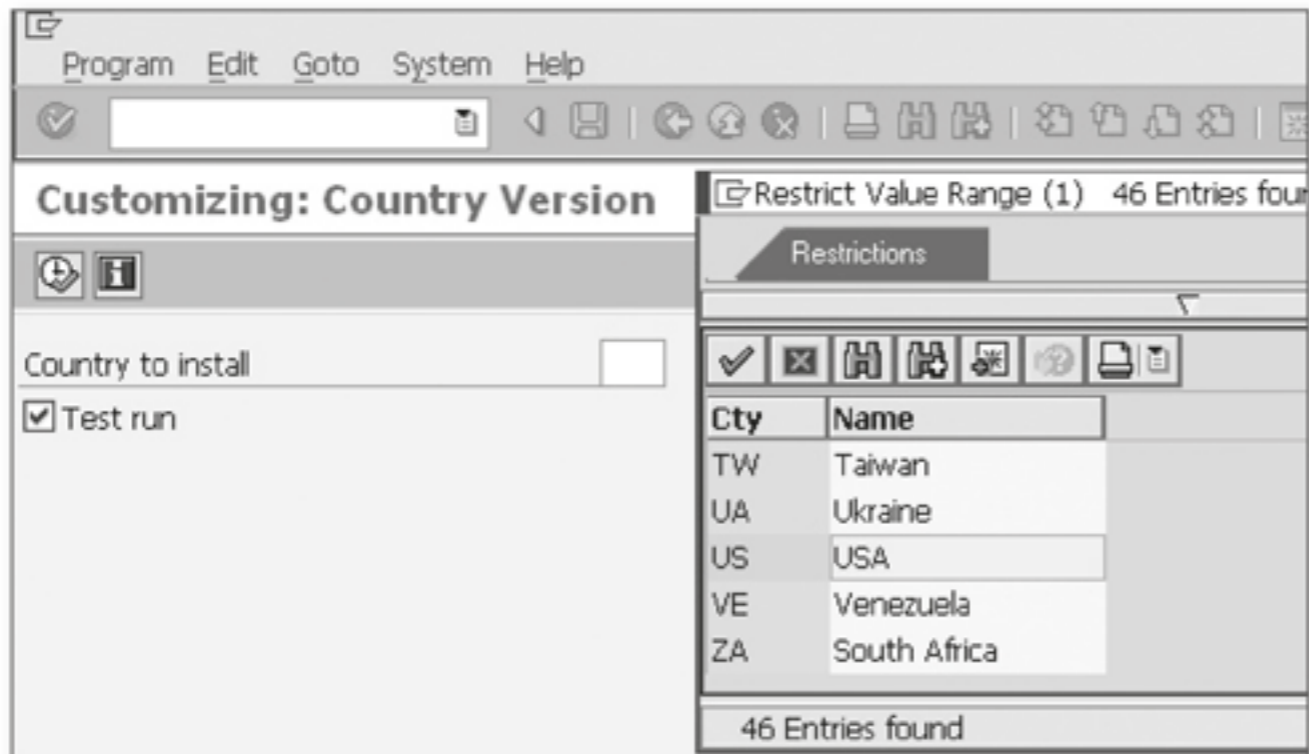 Program Edit Goto System Help
Customizing: Country Version
Country to install
Test run
Restrict Value Range (1) 46 Entries four
Restrictions
Cty Name
TW Taiwan
UA Ukraine
US USA
VE Venezuela
ZA South Africa
46 Entries found